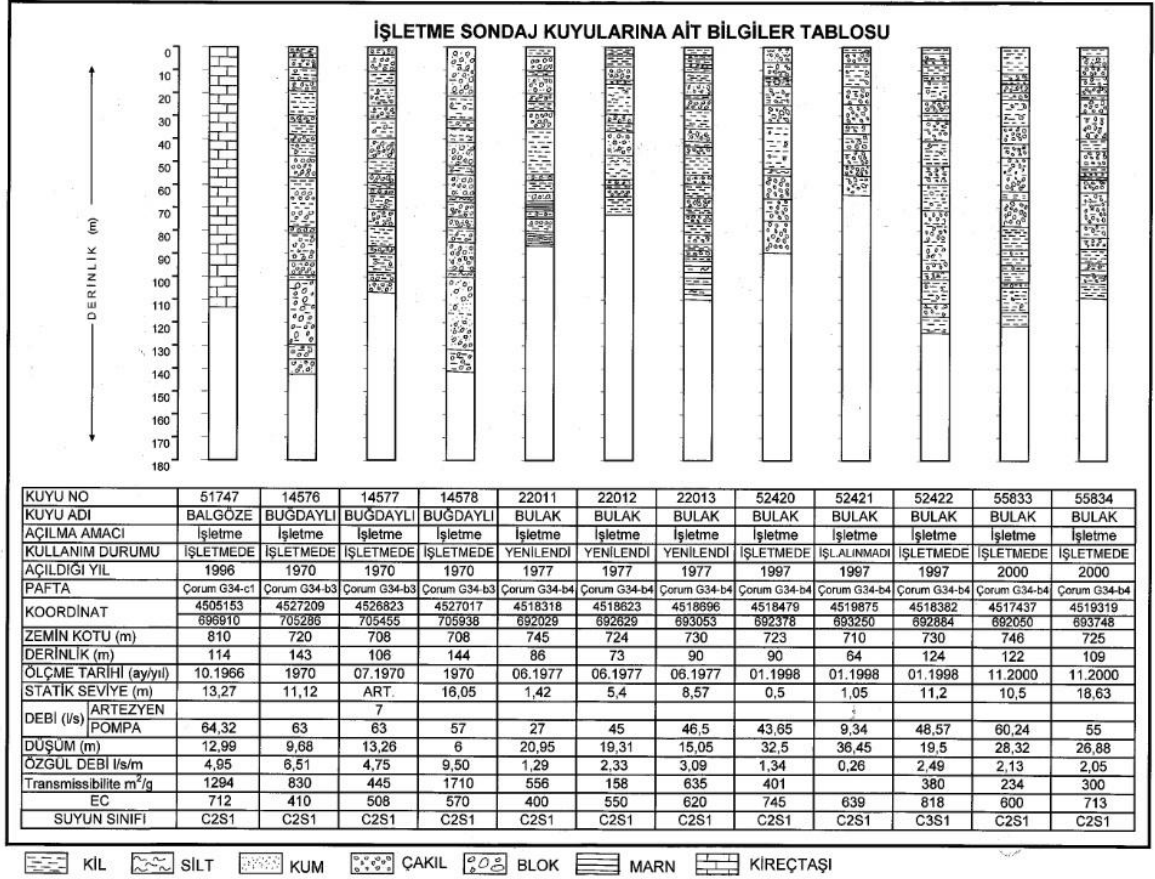 İŞLETME SONDAJ KUYULARINA AİT BİLGİLER TABLOSU
DERİNLİK (m)
0
10
20
30
40
50
60
70
80
90
100
110
120
130
140
150
160
170
180
KUYU NO 51747 14576 14577 14578 22011 22012 22013 52420 52421 52422 55833 55834
KUYU ADI BALGÖZE BUĞDAYLI BUĞDAYLI BUĞDAYLI BULAK BULAK BULAK BULAK BULAK BULAK BULAK BULAK
AÇILMA AMACI İşletme İşletme İşletme İşletme İşletme İşletme İşletme İşletme İşletme İşletme İşletme İşletme
KULLANIM DURUMU İŞLETMEDE İŞLETMEDE İŞLETMEDE İŞLETMEDE YENİLENDİ YENİLENDİ YENİLENDİ İŞLETMEDE İŞL.ALINMADI İŞLETMEDE İŞLETMEDE İŞLETMEDE
AÇILDIĞI YIL 1996 1970 1970 1970 1977 1977 1977 1997 1997 1997 2000 2000
PAFTA Çorum G34-c1 Çorum G34-b3 Çorum G34-b3 Çorum G34-b3 Çorum G34-b4 Çorum G34-b4 Çorum G34-b4 Çorum G34-b4 Çorum G34-b4 Çorum G34-b4 Çorum G34-b4 Çorum G34-b4
KOORDİNAT 4505153 4527209 4526823 4527017 4518318 4518623 4518696 4518479 4519875 4518382 4517437 4519319
696910 705286 705455 705938 692029 692629 693053 692378 693250 692884 692050 693748
ZEMİN KOTU (m) 810 720 708 708 745 724 730 723 710 730 746 725
DERİNLİK (m) 114 143 106 144 86 73 90 90 64 124 122 109
ÖLÇME TARİHİ (ay/yıl) 10.1966 1970 07.1970 1970 06.1977 06.1977 06.1977 01.1998 01.1998 01.1998 11.2000 11.2000
STATİK SEVİYE (m) 13,27 11,12 ART. 16,05 1,42 5,4 8,57 0,5 1,05 11,2 10,5 18,63
DEBİ (l/s) ARTEZYEN 7
POMPA 64,32 63 63 57 27 45 46,5 43,65 9,34 48,57 60,24 55
DÜŞÜM (m) 12,99 9,68 13,26 6 20,95 19,31 15,05 32,5 36,45 19,5 28,32 26,88
ÖZGÜL DEBİ l/s/m 4,95 6,51 4,75 9,50 1,29 2,33 3,09 1,34 0,26 2,49 2,13 2,05
Transmissibilite m²/g 1294 830 445 1710 556 158 635 401 380 234 300
EC 712 410 508 570 400 550 620 745 639 818 600 713
SUYUN SINIFI C2S1 C2S1 C2S1 C2S1 C2S1 C2S1 C2S1 C2S1 C2S1 C3S1 C2S1 C2S1
KİL SİLT KUM ÇAKIL BLOK MARN KİREÇTAŞI